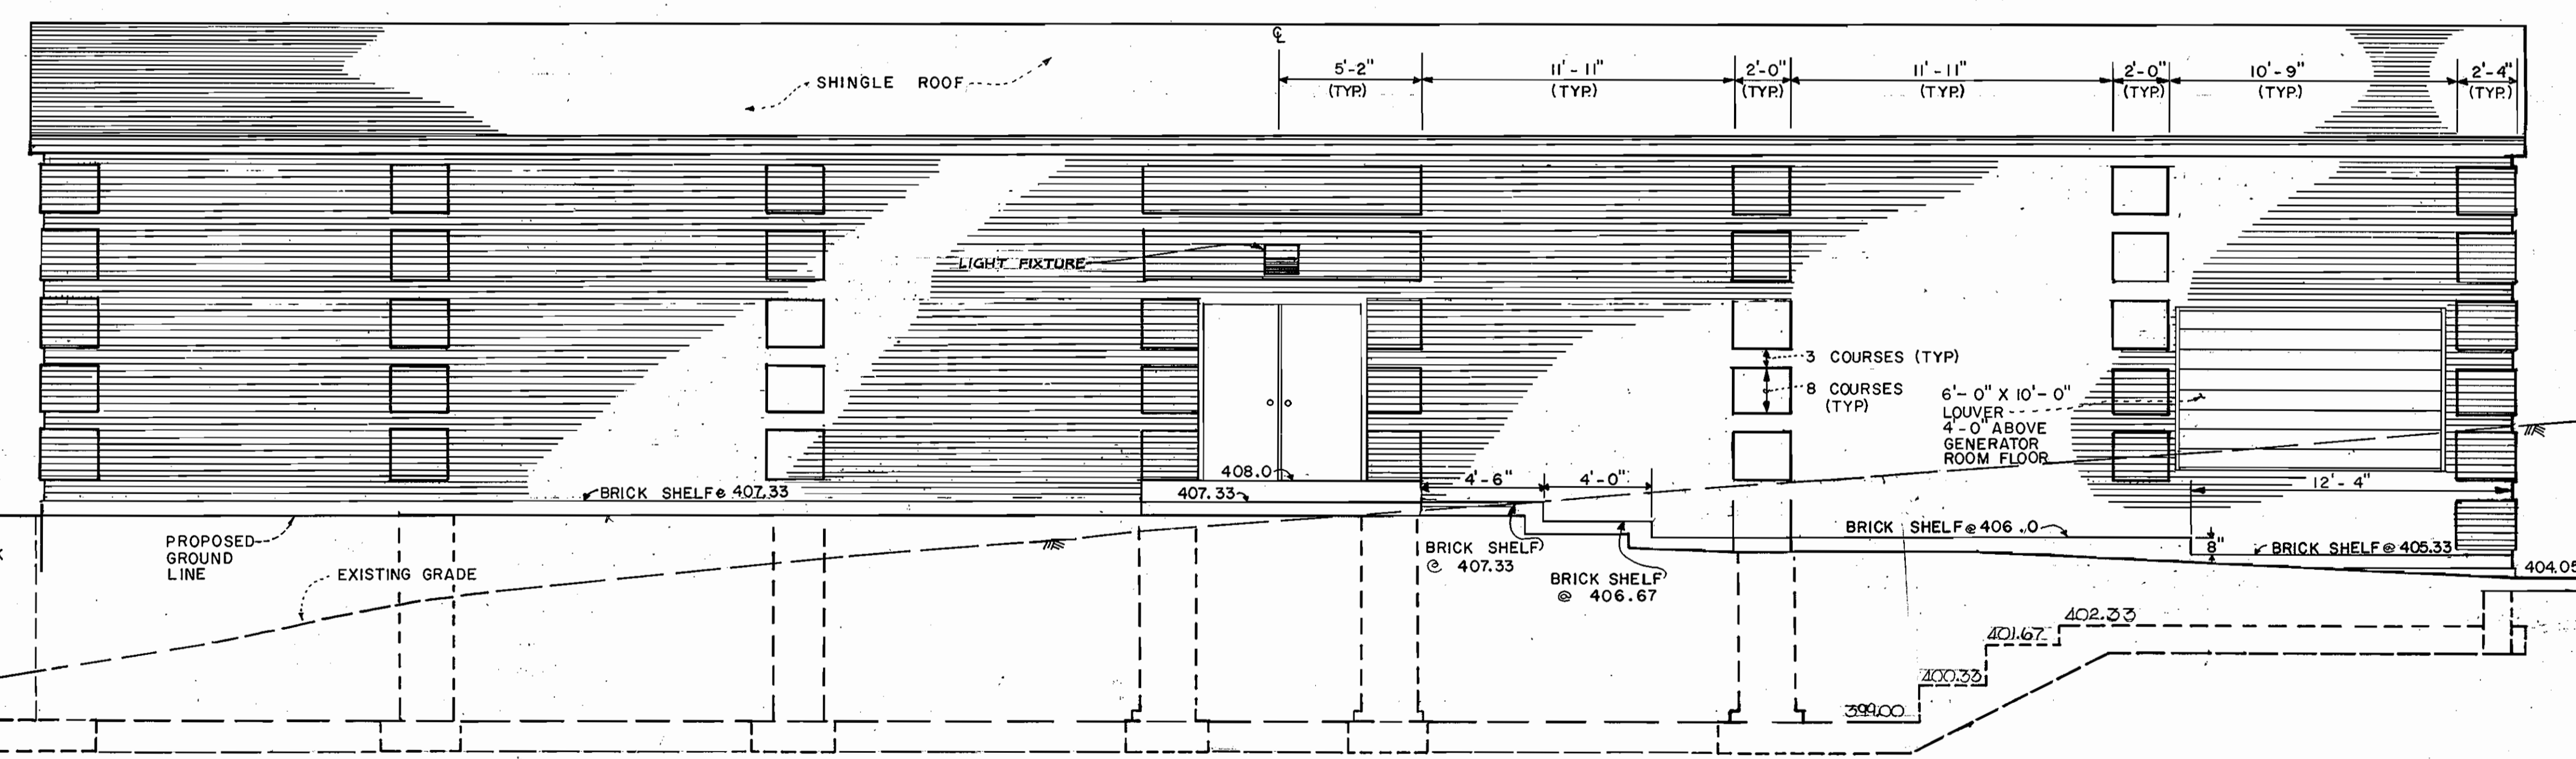 ℄
SHINGLE ROOF
5'-2"
(TYP.)
11'-11"
(TYP.)
2'-0"
(TYP.)
11'-11"
(TYP.)
2'-0"
(TYP.)
10'-9"
(TYP.)
2'-4"
(TYP.)
LIGHT FIXTURE
3 COURSES (TYP)
8 COURSES
(TYP)
6'-0" X 10'-0"
LOUVER
4'-0" ABOVE
GENERATOR
ROOM FLOOR
408.0
407.33
4'-6"
4'-0"
12'-4"
BRICK SHELF@ 407.33
BRICK SHELF@ 406.0
8"
BRICK SHELF@ 405.33
404.05
PROPOSED
GROUND
LINE
EXISTING GRADE
BRICK SHELF
@ 407.33
BRICK SHELF
@ 406.67
402.33
401.67
400.33
399.00